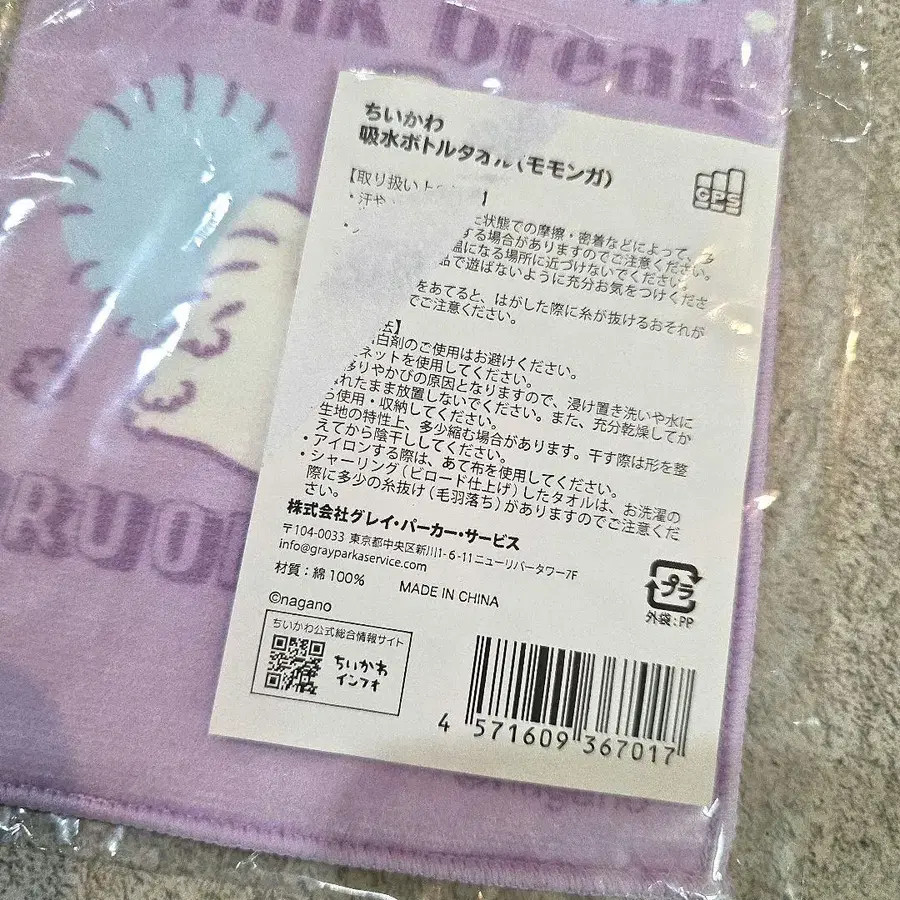 break
ちいかわ
吸水ボトルタオル(モモンガ)
GPS
【取り扱い上
・汗や
状態での摩擦・密着などによって、
する場合がありますのでご注意ください。
温になる場所に近づけないでください。
品で遊ばないように充分お気をつけくださ
をあてると、はがした際に糸が抜けるおそれが
でご注意ください。
法】
白剤のご使用はお避けください。
ネットを使用してください。
やかびの原因となりますので、浸け置き洗いや水に
れたまま放置しないでください。また、充分乾燥してか
ら使用・収納してください。
生地の特性上、多少縮む場合があります。干す際は形を整
えてから陰干ししてください。
・アイロンする際は、あて布を使用してください。
・シャーリング(ビロード仕上げ)したタオルは、お洗濯の
際に多少の糸抜け(毛羽落ち)がありますのでご注意くだ
さい。
株式会社グレイ・パーカー・サービス
〒104-0033 東京都中央区新川1-6-11ニューリバータワー7F
info@grayparkaservice.com
材質:綿100%
MADE IN CHINA
©nagano
プラ
外袋:PP
ちいかわ公式総合情報サイト
ちいかわ
インフォ
4 571609 367017